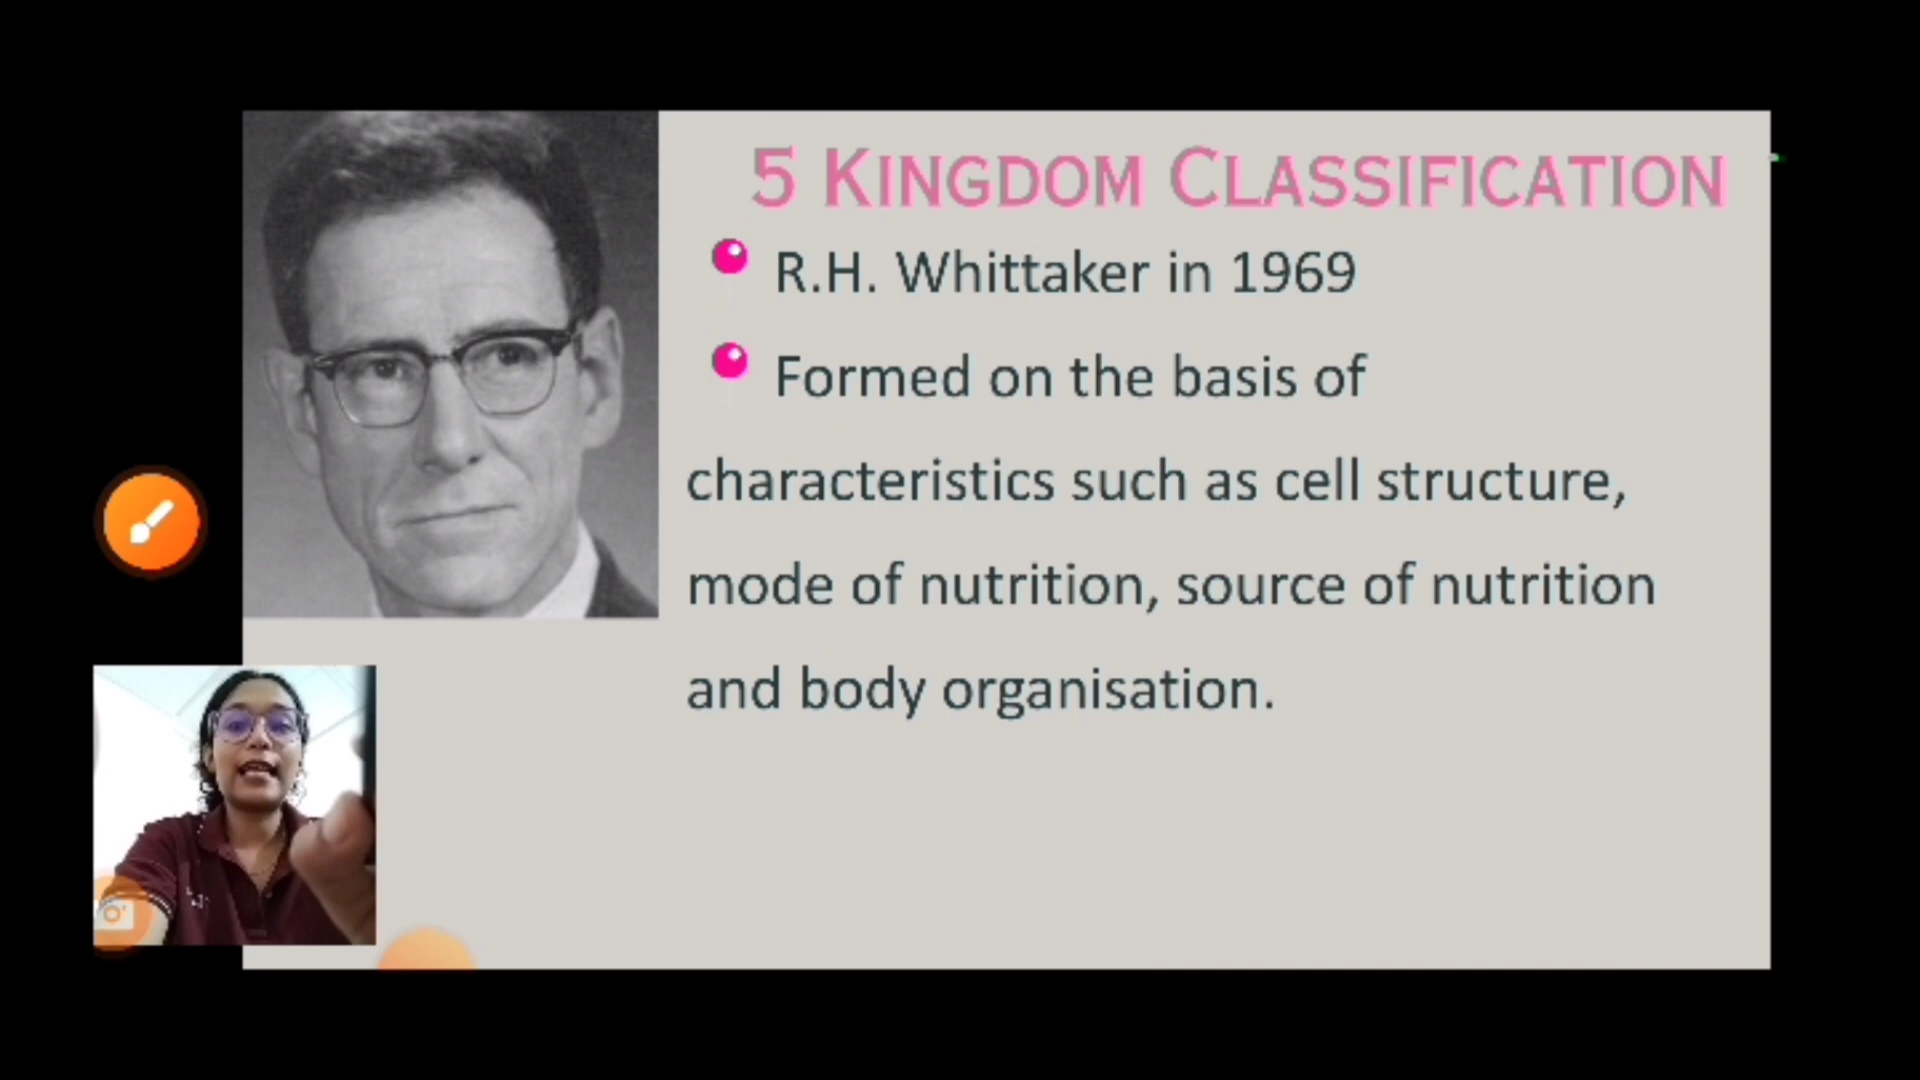 5 KINGDOM CLASSIFICATION
R.H. Whittaker in 1969
Formed on the basis of
characteristics such as cell structure,
mode of nutrition, source of nutrition
and body organisation.